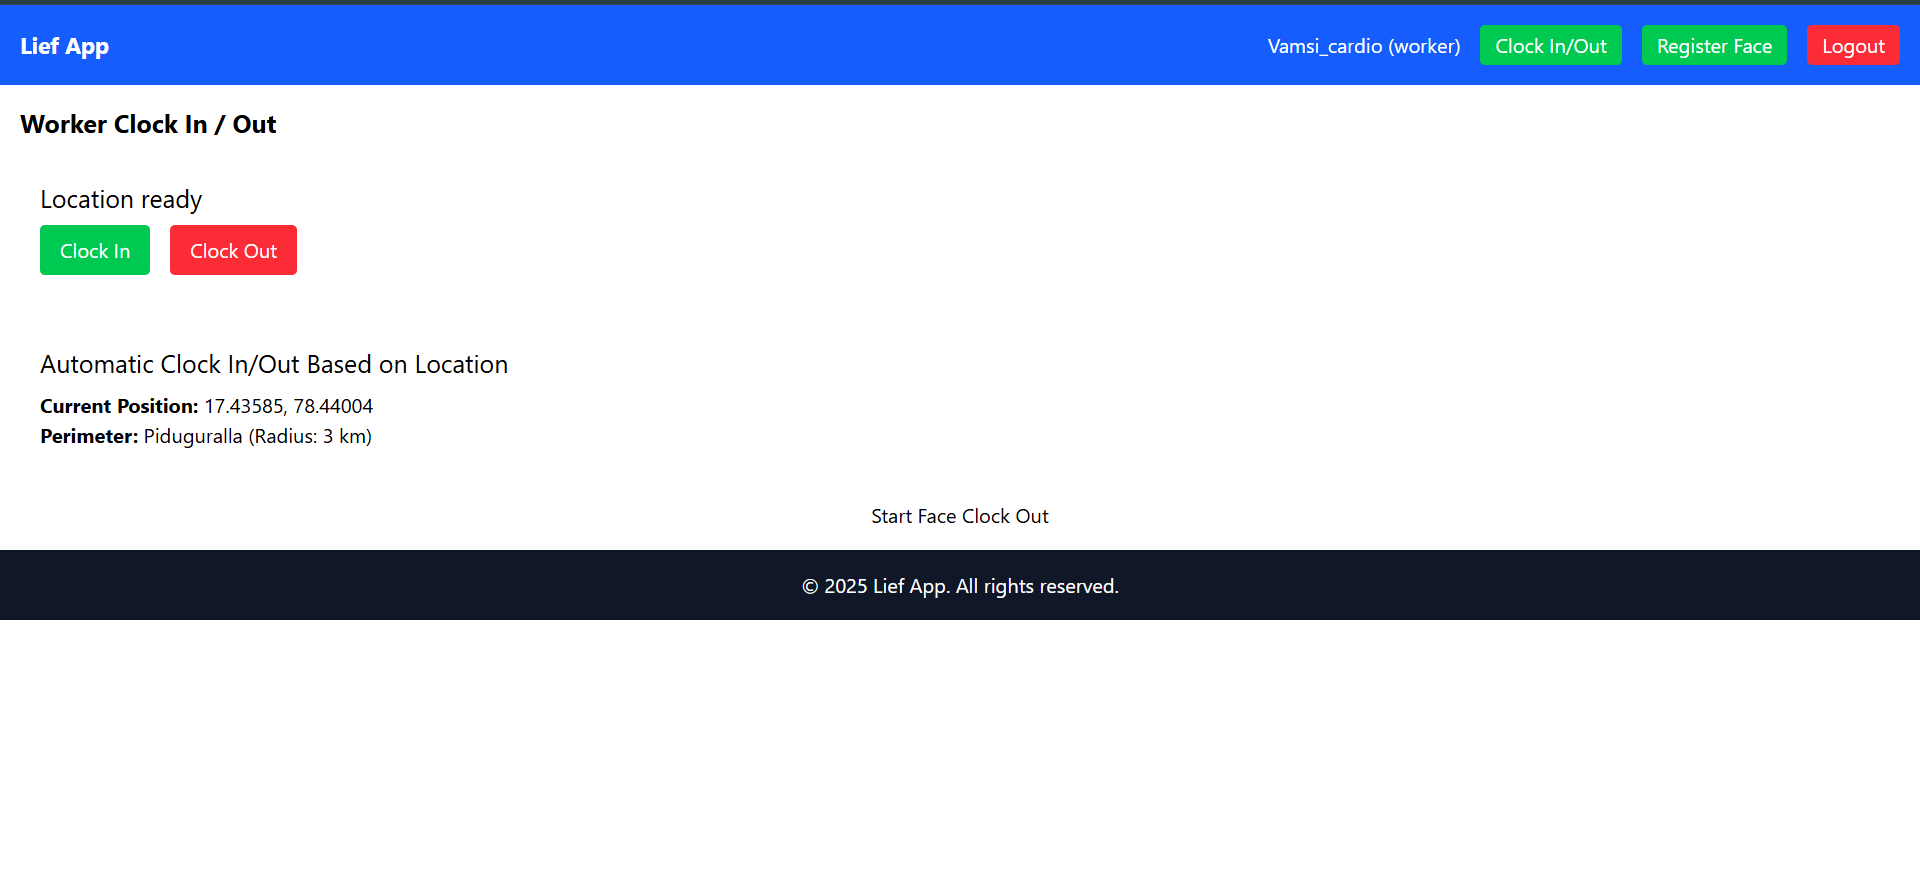 Lief App
Vamsi_cardio (worker)
Clock In/Out
Register Face
Logout
Worker Clock In / Out
Location ready
Clock In
Clock Out
Automatic Clock In/Out Based on Location
Current Position: 17.43585, 78.44004
Perimeter: Piduguralla (Radius: 3 km)
Start Face Clock Out
© 2025 Lief App. All rights reserved.